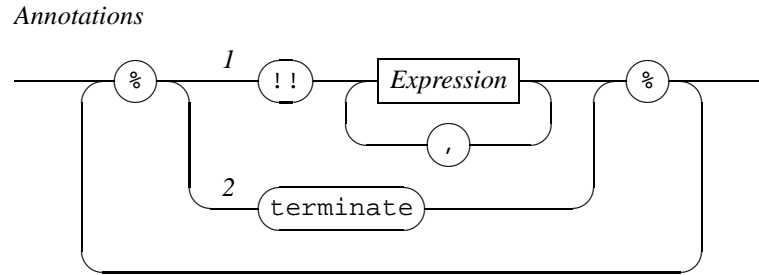 Annotations
% 1 !! Expression %
,
2 terminate